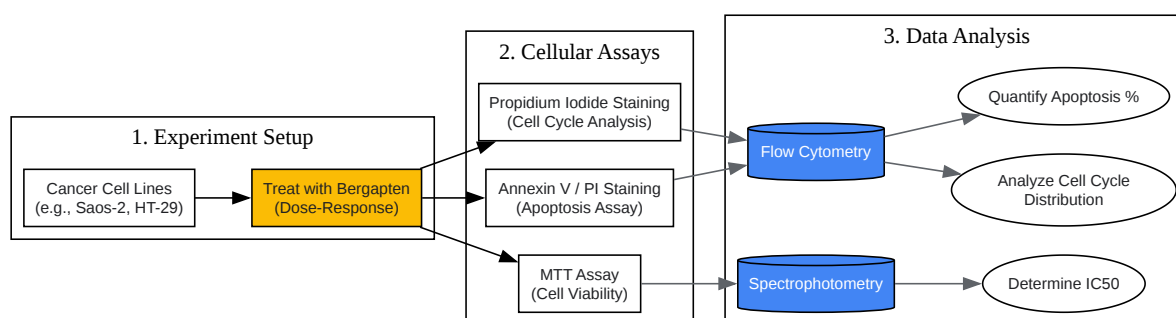 1. Experiment Setup
Cancer Cell Lines
(e.g., Saos-2, HT-29)
Treat with Bergapten
(Dose-Response)
2. Cellular Assays
Propidium Iodide Staining
(Cell Cycle Analysis)
Annexin V / PI Staining
(Apoptosis Assay)
MTT Assay
(Cell Viability)
3. Data Analysis
Flow Cytometry
Spectrophotometry
Quantify Apoptosis %
Analyze Cell Cycle
Distribution
Determine IC50